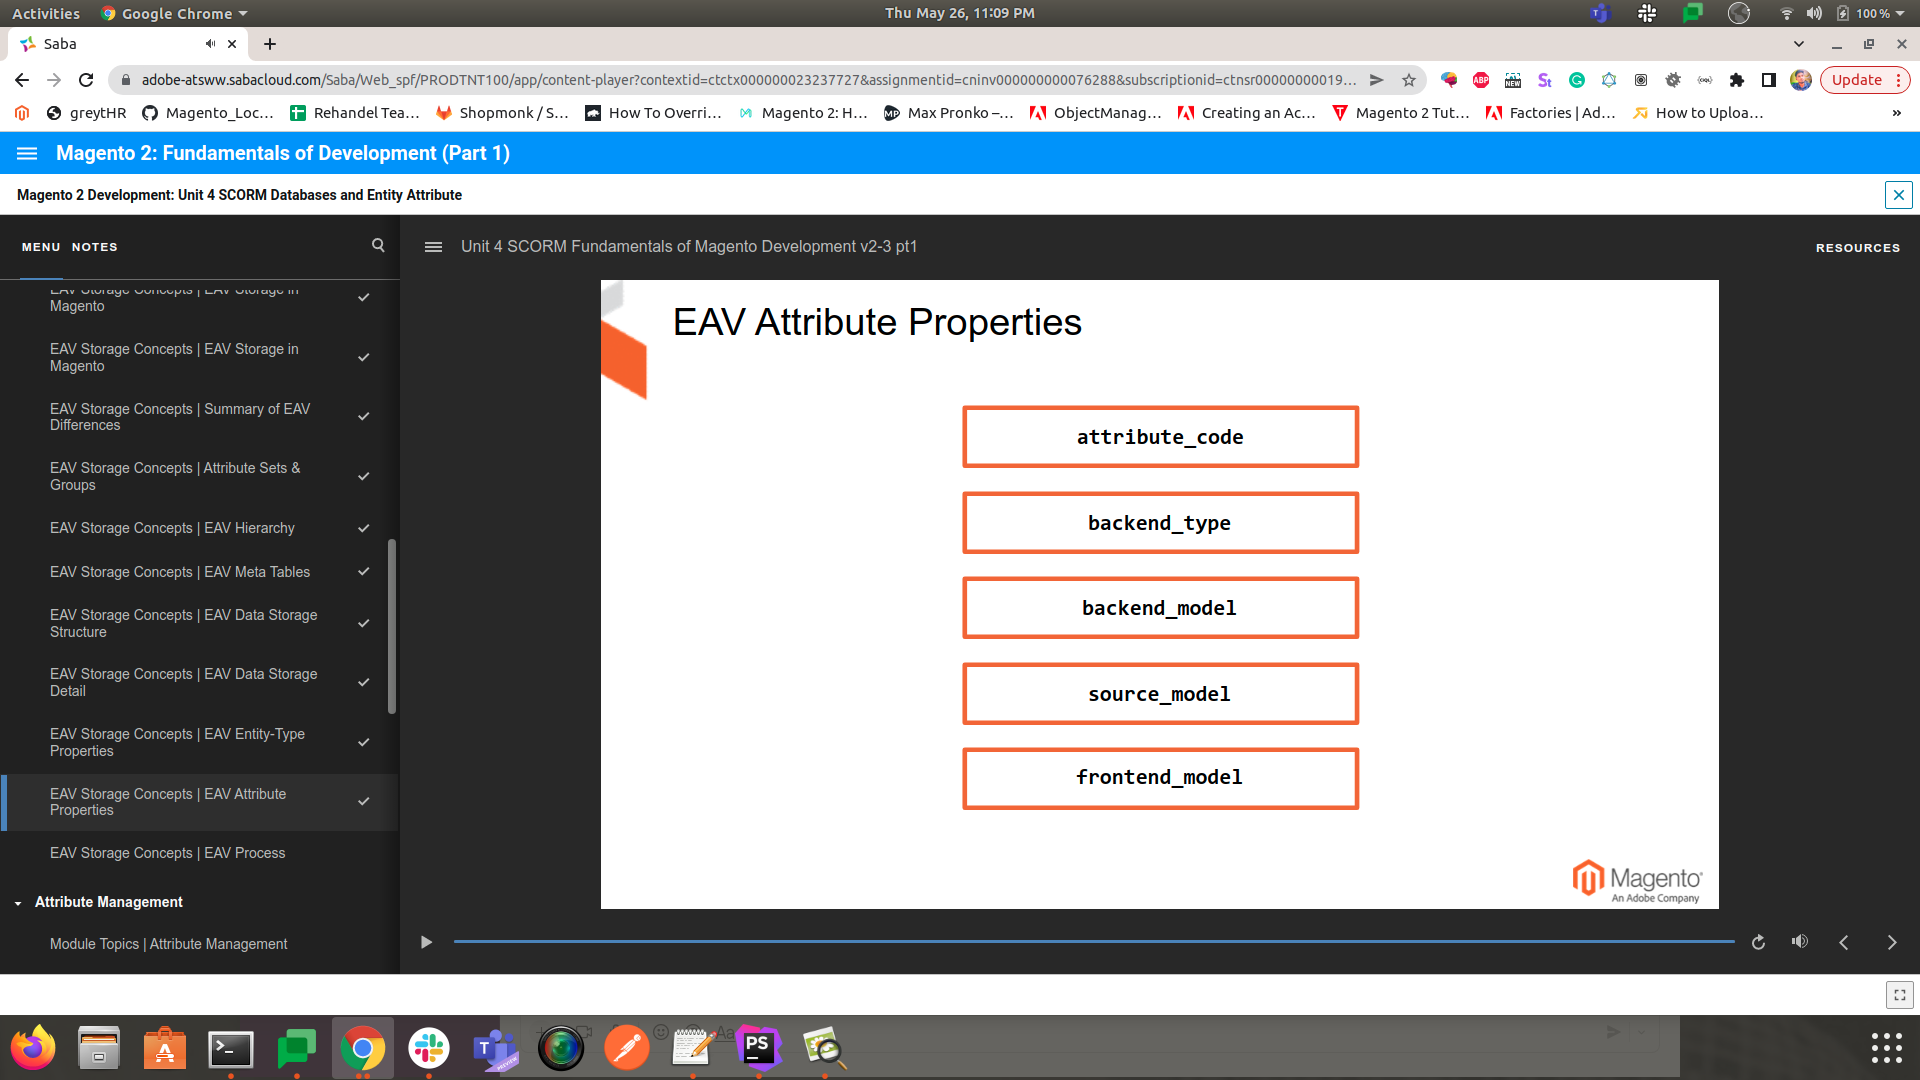 Activities Google Chrome Thu May 26, 11:09 PM 100 %
Saba
adobe-atsww.sabacloud.com/Saba/Web_spf/PRODTNT100/app/content-player?contextid=ctctx000000023237727&assignmentid=cninv000000000076288&subscriptionid=ctnsr00000000019... ABP NEW St Update
greytHR Magento_Loc... Rehandel Tea... Shopmonk / S... How To Overri... Magento 2: H... MP Max Pronko –... ObjectManag... Creating an Ac... Magento 2 Tut... Factories | Ad... How to Uploa... »
Magento 2: Fundamentals of Development (Part 1)
Magento 2 Development: Unit 4 SCORM Databases and Entity Attribute
MENU NOTES
Unit 4 SCORM Fundamentals of Magento Development v2-3 pt1
RESOURCES
EAV Storage Concepts | EAV Storage in
Magento
EAV Storage Concepts | EAV Storage in
Magento
EAV Storage Concepts | Summary of EAV
Differences
EAV Storage Concepts | Attribute Sets &
Groups
EAV Storage Concepts | EAV Hierarchy
EAV Storage Concepts | EAV Meta Tables
EAV Storage Concepts | EAV Data Storage
Structure
EAV Storage Concepts | EAV Data Storage
Detail
EAV Storage Concepts | EAV Entity-Type
Properties
EAV Storage Concepts | EAV Attribute
Properties
EAV Storage Concepts | EAV Process
Attribute Management
Module Topics | Attribute Management
EAV Attribute Properties
attribute_code
backend_type
backend_model
source_model
frontend_model
Magento
An Adobe Company
PS